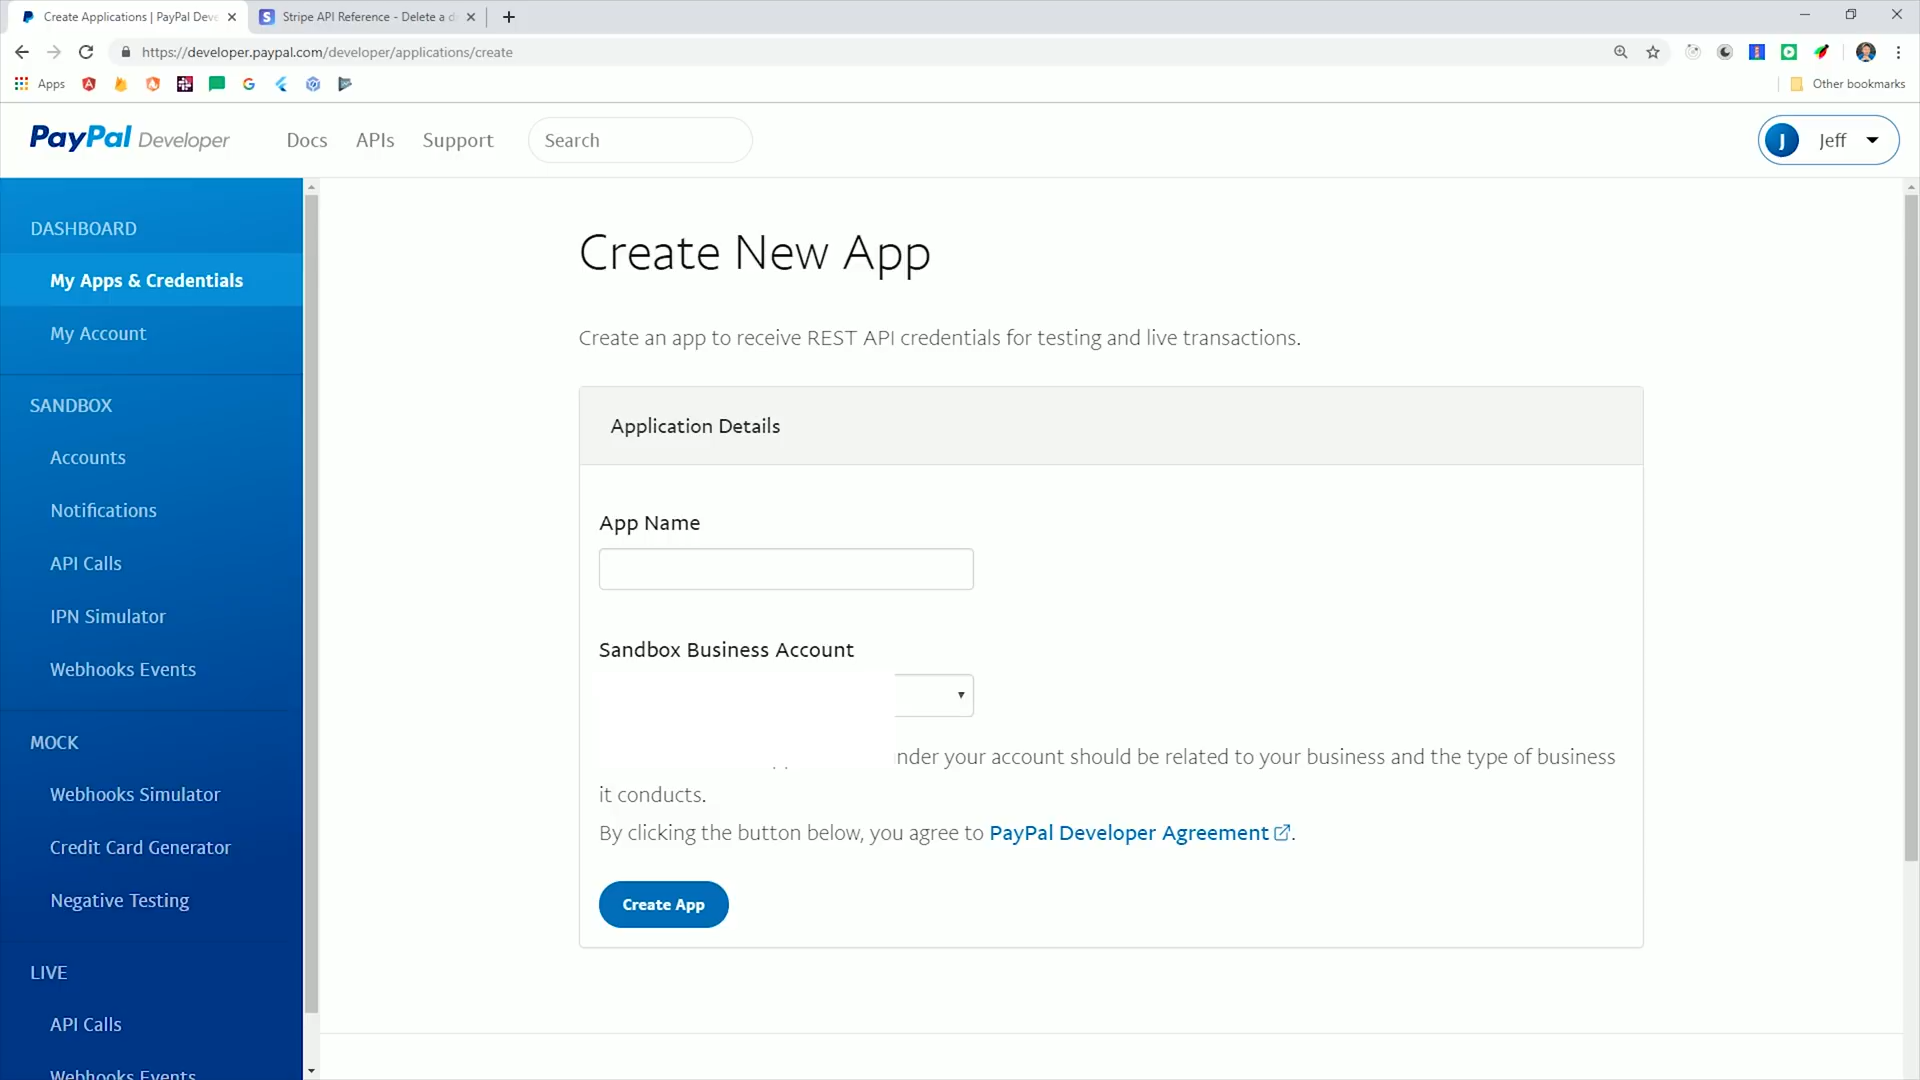 Create Applications | PayPal Deve
Stripe API Reference - Delete a d
https://developer.paypal.com/developer/applications/create
Apps
Other bookmarks
PayPal Developer
Docs
APIs
Support
Search
J
Jeff
DASHBOARD
My Apps & Credentials
My Account
SANDBOX
Accounts
Notifications
API Calls
IPN Simulator
Webhooks Events
MOCK
Webhooks Simulator
Credit Card Generator
Negative Testing
LIVE
API Calls
Webhooks Events
Create New App
Create an app to receive REST API credentials for testing and live transactions.
Application Details
App Name
Sandbox Business Account
nder your account should be related to your business and the type of business
it conducts.
By clicking the button below, you agree to PayPal Developer Agreement.
Create App